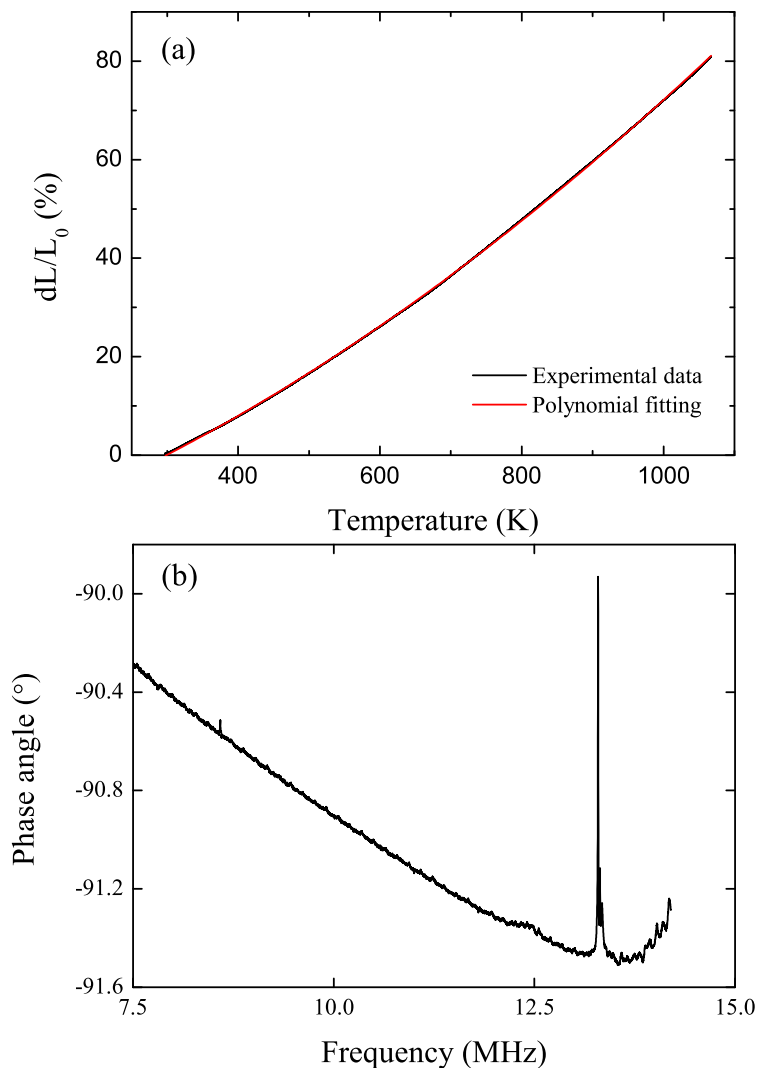 (a)
80
60
40
20
0
dL/L₀ (%)
Experimental data
Polynomial fitting
400 600 800 1000
Temperature (K)
(b)
-90.0
-90.4
-90.8
-91.2
-91.6
Phase angle (°)
7.5 10.0 12.5 15.0
Frequency (MHz)